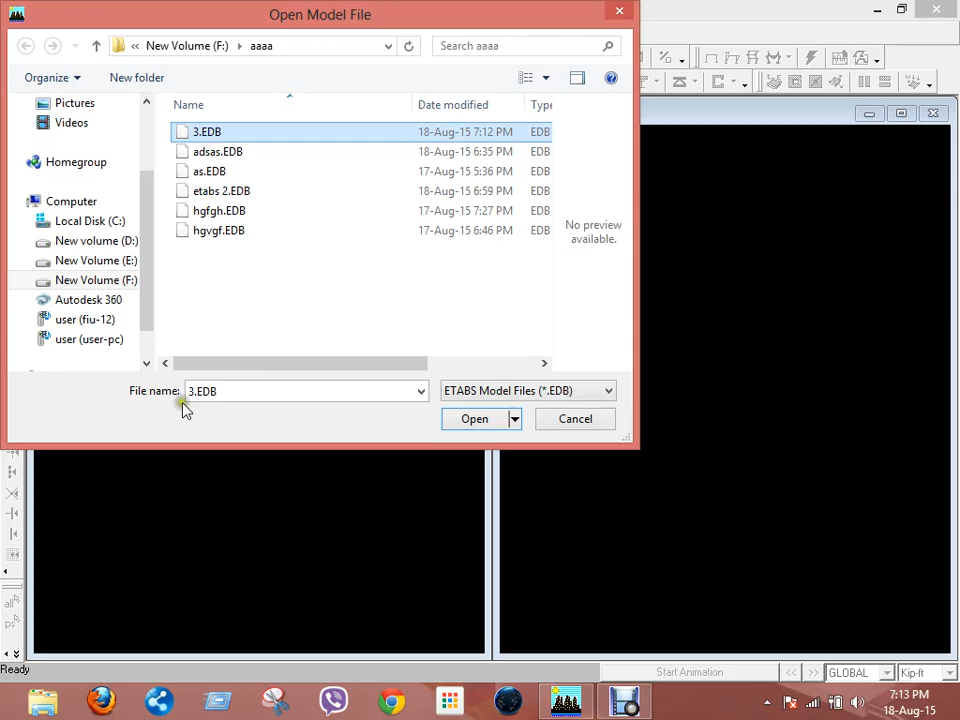 Open Model File
« New Volume (F:) aaaa
Search aaaa
Organize
New folder
Name
Date modified
Type
Pictures
Videos
Homegroup
Computer
Local Disk (C:)
New volume (D:)
New Volume (E:)
New Volume (F:)
Autodesk 360
user (fiu-12)
user (user-pc)
3.EDB 18-Aug-15 7:12 PM EDB
adsas.EDB 18-Aug-15 6:35 PM EDB
as.EDB 17-Aug-15 5:36 PM EDB
etabs 2.EDB 18-Aug-15 6:59 PM EDB
hgfgh.EDB 17-Aug-15 7:27 PM EDB
hgvgf.EDB 17-Aug-15 6:46 PM EDB
No preview
available.
File name: 3.EDB
ETABS Model Files (*.EDB)
Open
Cancel
all
ps
Ready
Start Animation
<< >>
GLOBAL
Kip-ft
7:13 PM
18-Aug-15